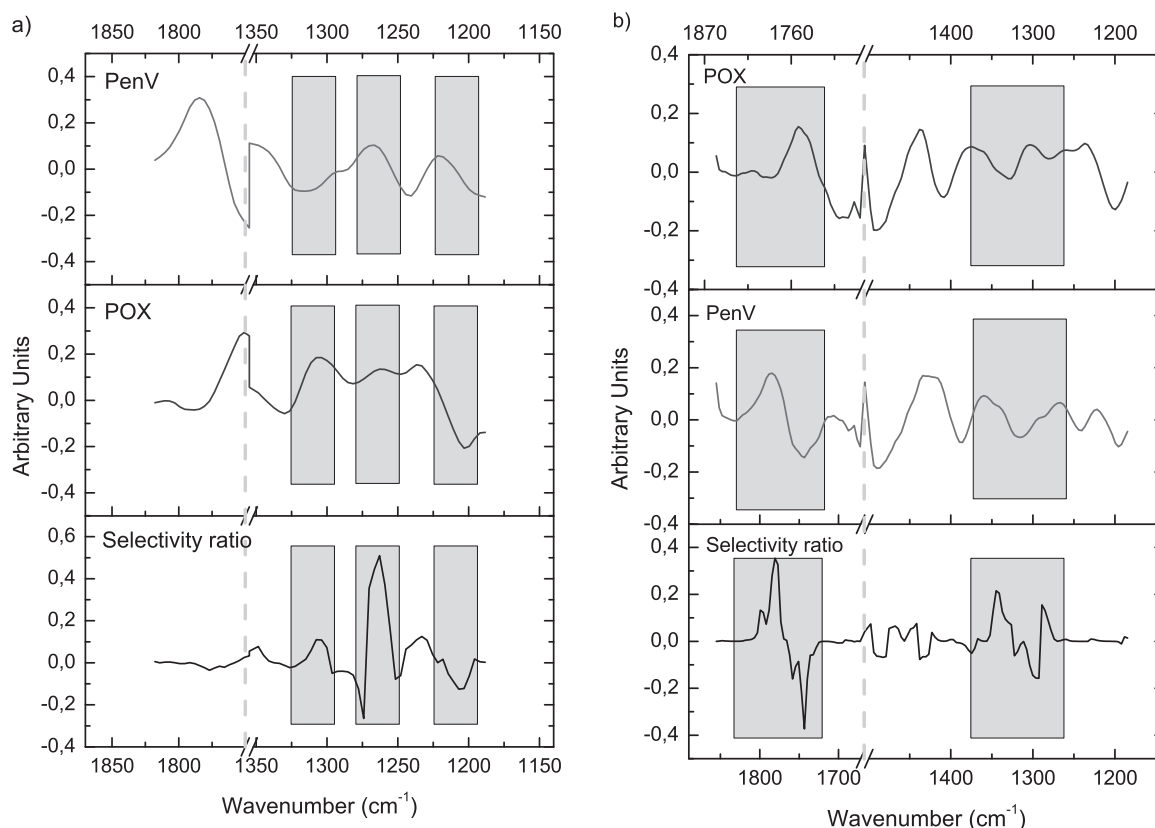 a)
1850 1800 1350 1300 1250 1200 1150
0,4
PenV
0,2
0,0
-0,2
-0,4
0,4
POX
0,2
0,0
-0,2
-0,4
0,6
Selectivity ratio
0,4
0,2
0,0
-0,2
-0,4
1850 1800 1350 1300 1250 1200 1150
Arbitrary Units
Wavenumber (cm-1)
b)
1870 1760 1400 1300 1200
0,4
POX
0,2
0,0
-0,2
-0,4
0,4
PenV
0,2
0,0
-0,2
-0,4
0,4
Selectivity ratio
0,2
0,0
-0,2
-0,4
1800 1700 1400 1300 1200
Arbitrary Units
Wavenumber (cm-1)